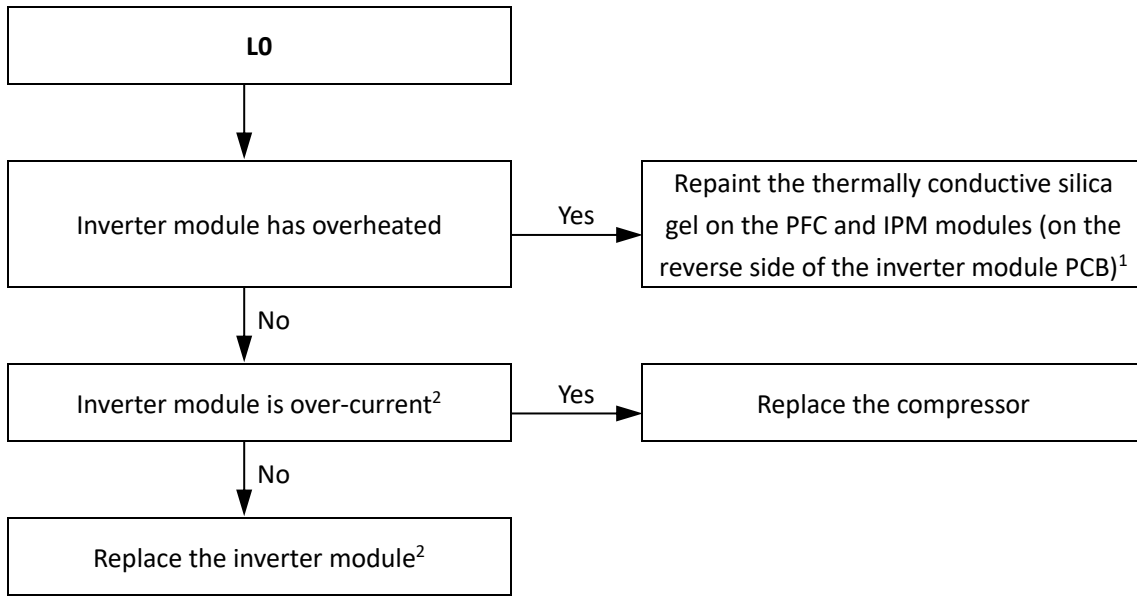 L0
Inverter module has overheated
Yes
Repaint the thermally conductive silica
gel on the PFC and IPM modules (on the
reverse side of the inverter module PCB)¹
No
Inverter module is over-current²
Yes
Replace the compressor
No
Replace the inverter module²